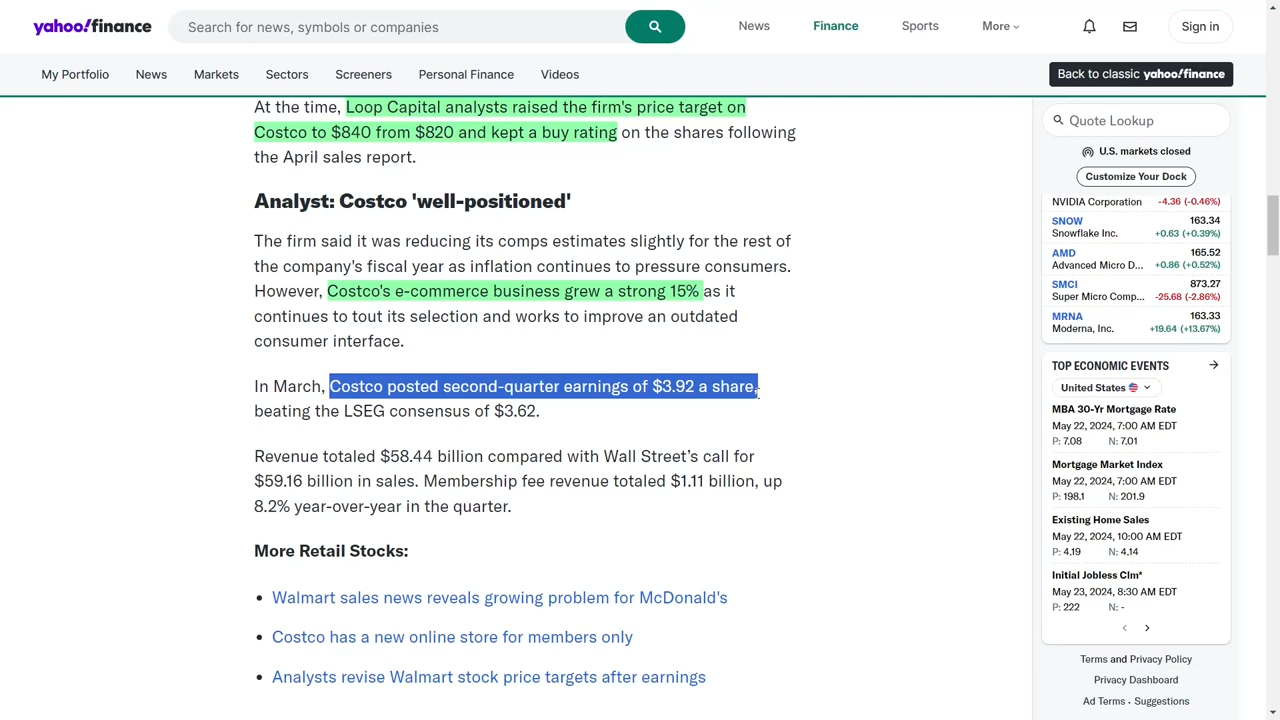 yahoo!finance
Search for news, symbols or companies
News
Finance
Sports
More
Sign in
My Portfolio
News
Markets
Sectors
Screeners
Personal Finance
Videos
Back to classic yahoo!finance
At the time, Loop Capital analysts raised the firm's price target on
Costco to $840 from $820 and kept a buy rating on the shares following
the April sales report.
Analyst: Costco 'well-positioned'
The firm said it was reducing its comps estimates slightly for the rest of
the company's fiscal year as inflation continues to pressure consumers.
However, Costco's e-commerce business grew a strong 15% as it
continues to tout its selection and works to improve an outdated
consumer interface.
In March, Costco posted second-quarter earnings of $3.92 a share,
beating the LSEG consensus of $3.62.
Revenue totaled $58.44 billion compared with Wall Street’s call for
$59.16 billion in sales. Membership fee revenue totaled $1.11 billion, up
8.2% year-over-year in the quarter.
More Retail Stocks:
• Walmart sales news reveals growing problem for McDonald's
• Costco has a new online store for members only
• Analysts revise Walmart stock price targets after earnings
Quote Lookup
U.S. markets closed
Customize Your Dock
NVIDIA Corporation -4.36 (-0.46%)
SNOW 163.34
Snowflake Inc. +0.63 (+0.39%)
AMD 165.52
Advanced Micro D... +0.86 (+0.52%)
SMCI 873.27
Super Micro Comp... -25.68 (-2.86%)
MRNA 163.33
Moderna, Inc. +19.64 (+13.67%)
TOP ECONOMIC EVENTS
United States
MBA 30-Yr Mortgage Rate
May 22, 2024, 7:00 AM EDT
P: 7.08 N: 7.01
Mortgage Market Index
May 22, 2024, 7:00 AM EDT
P: 198.1 N: 201.9
Existing Home Sales
May 22, 2024, 10:00 AM EDT
P: 4.19 N: 4.14
Initial Jobless Clm*
May 23, 2024, 8:30 AM EDT
P: 222 N: -
Terms and Privacy Policy
Privacy Dashboard
Ad Terms • Suggestions